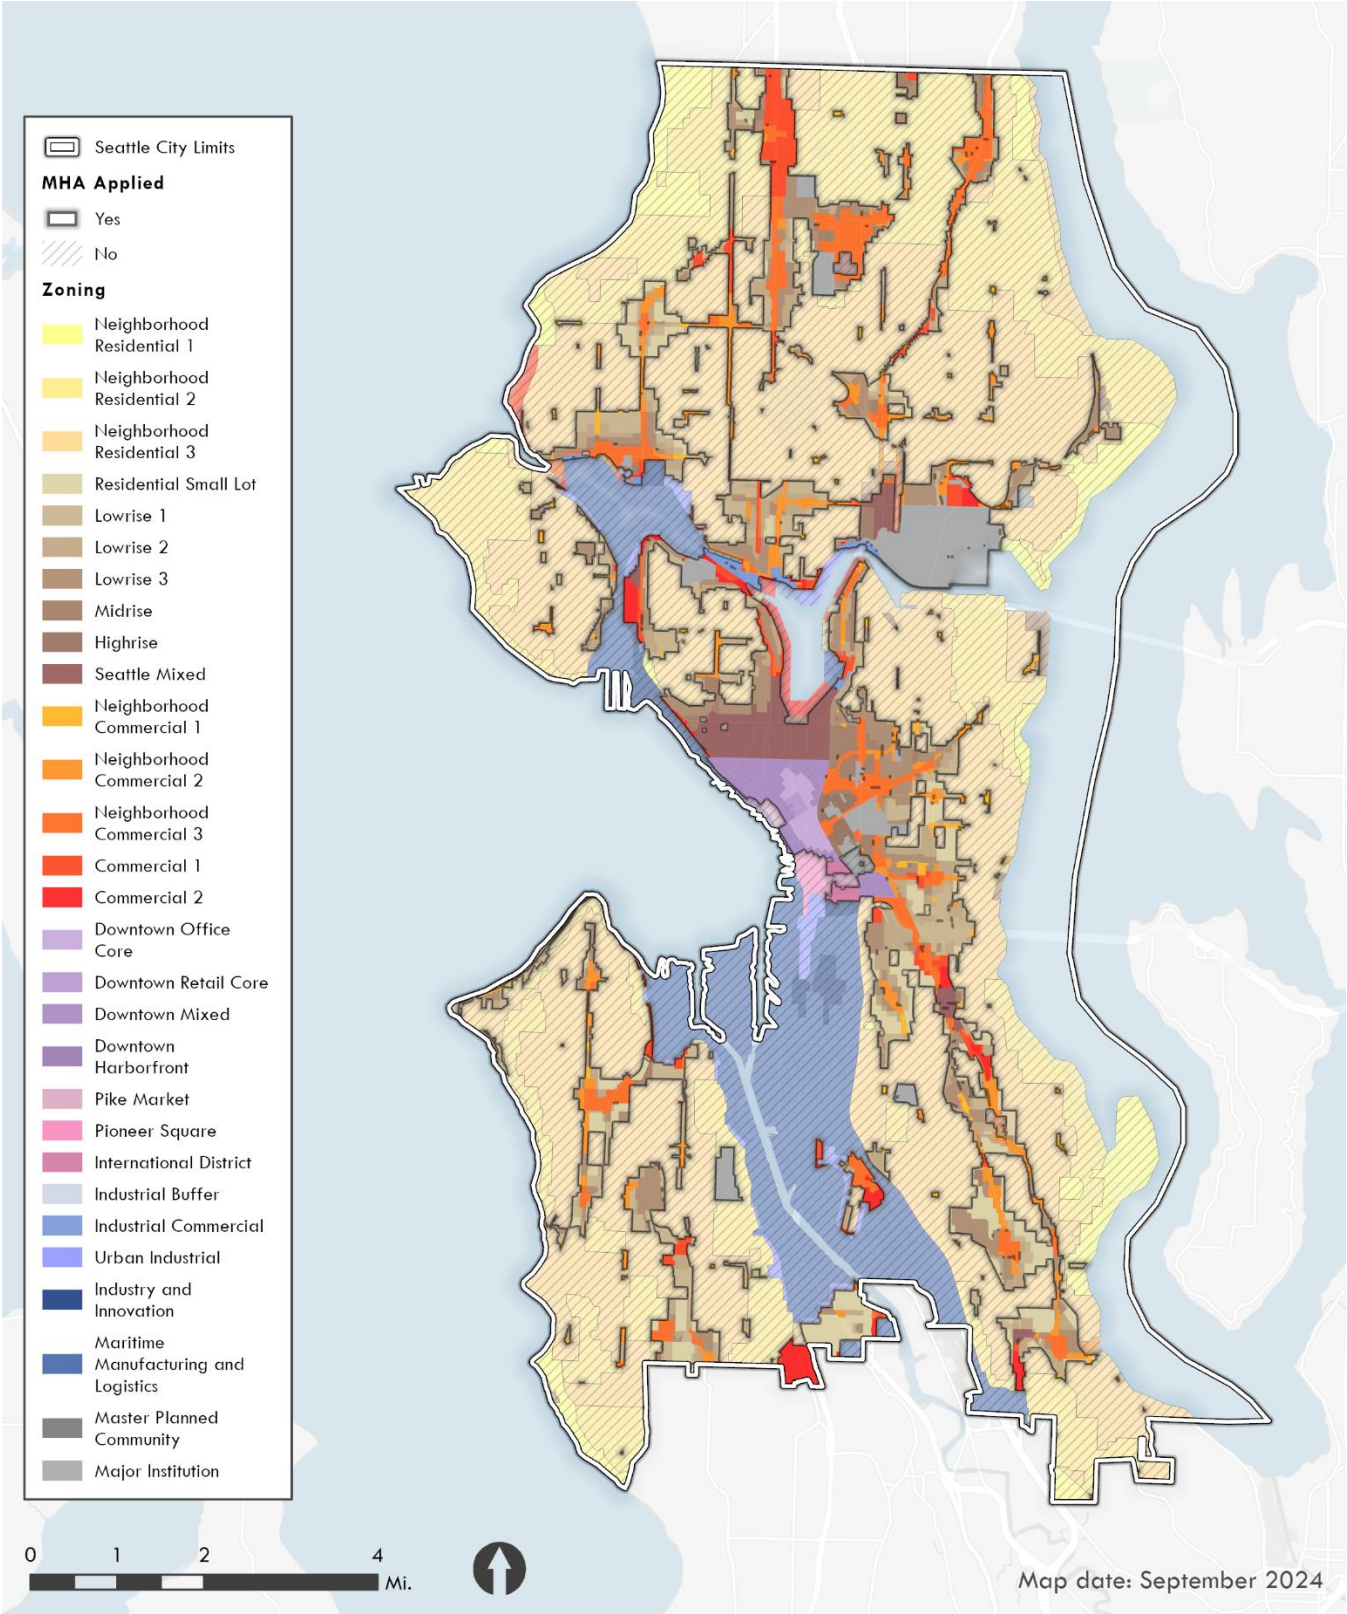 Seattle City Limits
MHA Applied
Yes
No
Zoning
Neighborhood
Residential 1
Neighborhood
Residential 2
Neighborhood
Residential 3
Residential Small Lot
Lowrise 1
Lowrise 2
Lowrise 3
Midrise
Highrise
Seattle Mixed
Neighborhood
Commercial 1
Neighborhood
Commercial 2
Neighborhood
Commercial 3
Commercial 1
Commercial 2
Downtown Office
Core
Downtown Retail Core
Downtown Mixed
Downtown
Harborfront
Pike Market
Pioneer Square
International District
Industrial Buffer
Industrial Commercial
Urban Industrial
Industry and
Innovation
Maritime
Manufacturing and
Logistics
Master Planned
Community
Major Institution
0 1 2 4
Mi.
Map date: September 2024